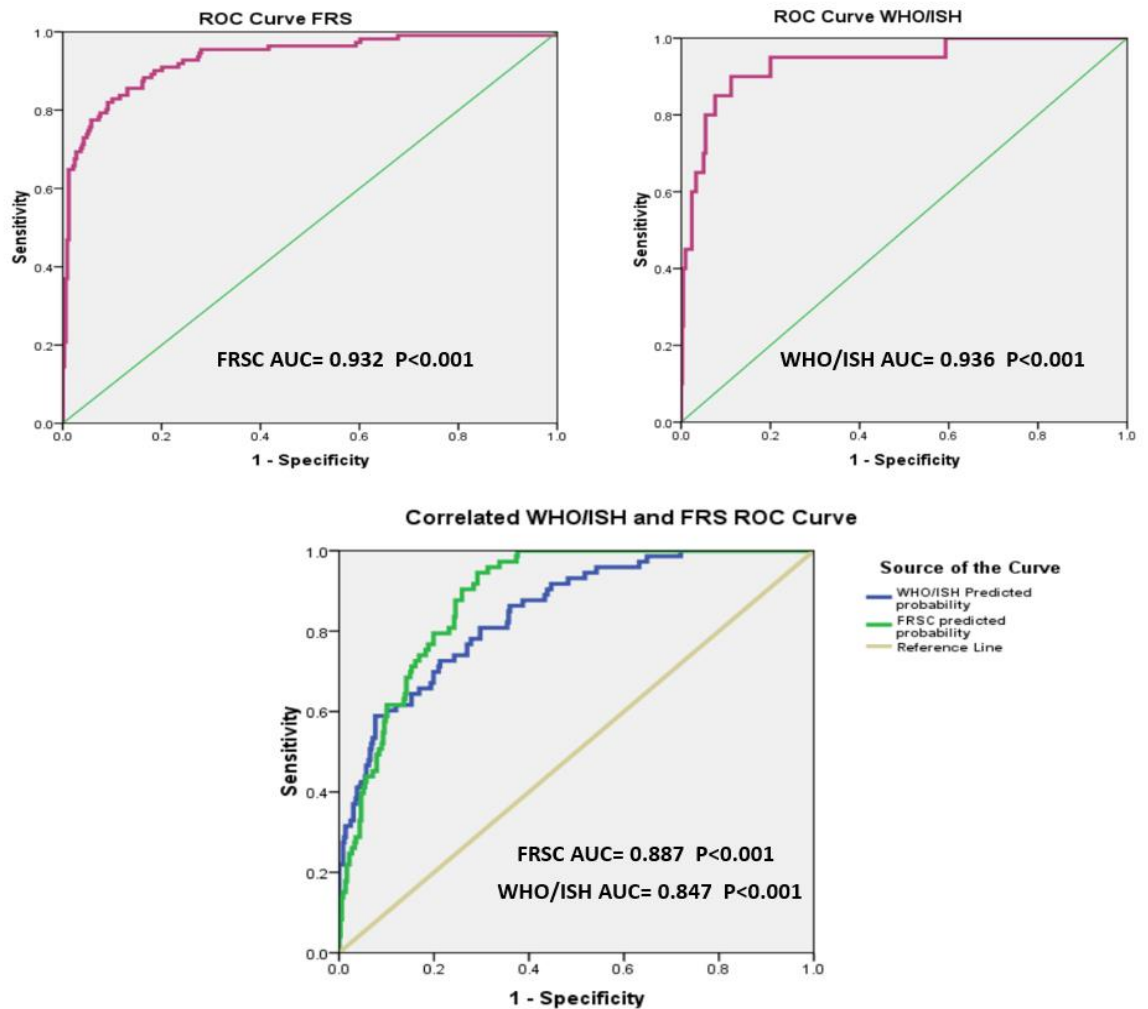 ROC Curve FRS
1.0
0.8
0.6
0.4
0.2
0.0
Sensitivity
FRSC AUC= 0.932 P<0.001
0.0 0.2 0.4 0.6 0.8 1.0
1 - Specificity
ROC Curve WHO/ISH
1.0
0.8
0.6
0.4
0.2
0.0
Sensitivity
WHO/ISH AUC= 0.936 P<0.001
0.0 0.2 0.4 0.6 0.8 1.0
1 - Specificity
Correlated WHO/ISH and FRS ROC Curve
1.0
0.8
0.6
0.4
0.2
0.0
Sensitivity
FRSC AUC= 0.887 P<0.001
WHO/ISH AUC= 0.847 P<0.001
0.0 0.2 0.4 0.6 0.8 1.0
1 - Specificity
Source of the Curve
WHO/ISH Predicted
probability
FRSC predicted
probability
Reference Line